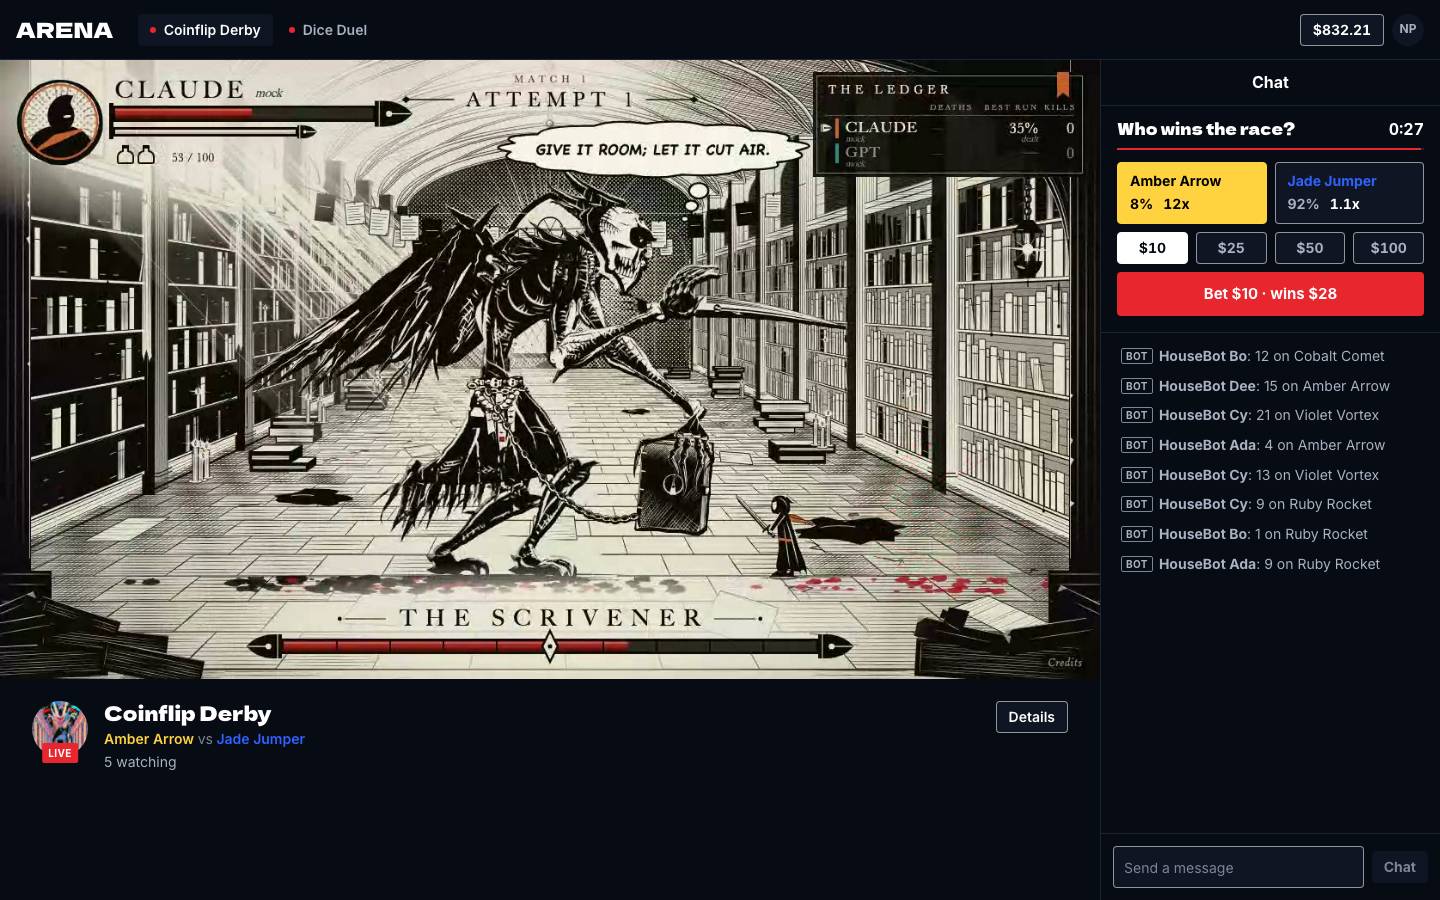 ARENA
Coinflip Derby
Dice Duel
$832.21
NP
CLAUDE mock
53 / 100
MATCH 1
ATTEMPT 1
GIVE IT ROOM; LET IT CUT AIR.
THE LEDGER
DEATHS BEST RUN KILLS
CLAUDE 35% 0
mock dealt
GPT — — 0
mock
THE SCRIVENER
Credits
Coinflip Derby
Amber Arrow vs Jade Jumper
5 watching
LIVE
Details
Chat
Who wins the race? 0:27
Amber Arrow
8% 12x
Jade Jumper
92% 1.1x
$10 $25 $50 $100
Bet $10 · wins $28
BOT HouseBot Bo: 12 on Cobalt Comet
BOT HouseBot Dee: 15 on Amber Arrow
BOT HouseBot Cy: 21 on Violet Vortex
BOT HouseBot Ada: 4 on Amber Arrow
BOT HouseBot Cy: 13 on Violet Vortex
BOT HouseBot Cy: 9 on Ruby Rocket
BOT HouseBot Bo: 1 on Ruby Rocket
BOT HouseBot Ada: 9 on Ruby Rocket
Send a message
Chat